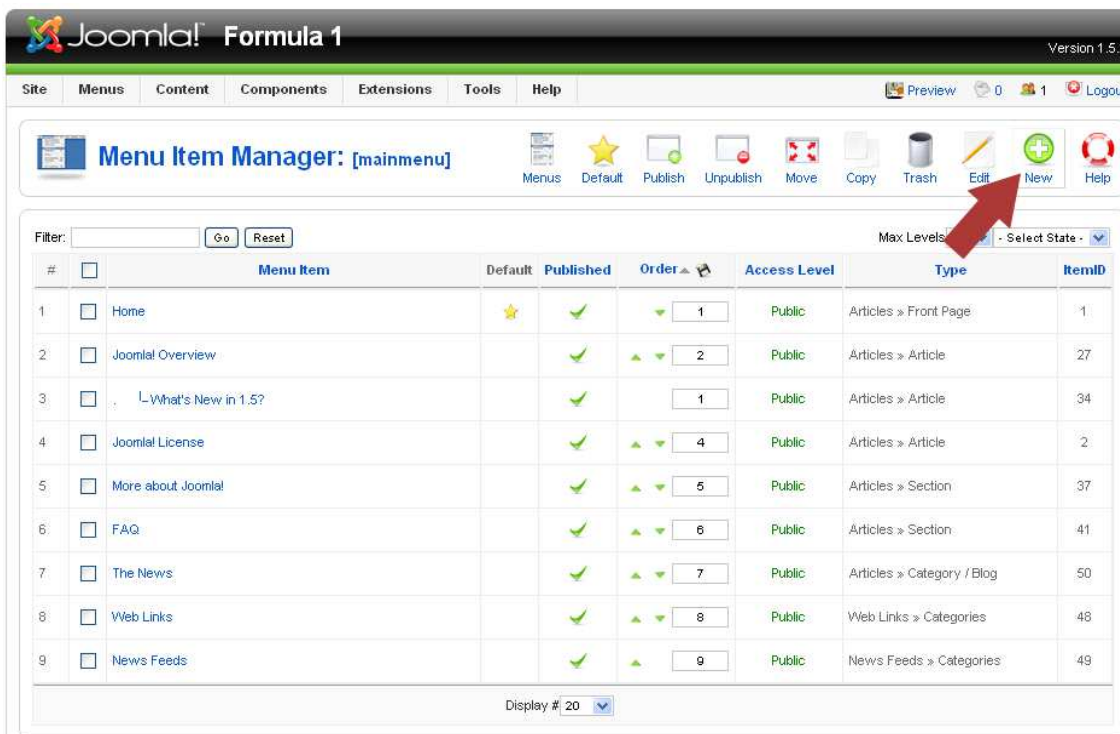 Joomla! Formula 1
Version 1.5.
Site Menus Content Components Extensions Tools Help Preview 0 1 Logou
Menu Item Manager: [mainmenu]
Menus Default Publish Unpublish Move Copy Trash Edit New Help
Filter: Go Reset Max Levels - Select State -
# Menu Item Default Published Order Access Level Type ItemID
1 Home 1 Public Articles » Front Page 1
2 Joomla! Overview 2 Public Articles » Article 27
3 . What's New in 1.5? 1 Public Articles » Article 34
4 Joomla! License 4 Public Articles » Article 2
5 More about Joomla! 5 Public Articles » Section 37
6 FAQ 6 Public Articles » Section 41
7 The News 7 Public Articles » Category / Blog 50
8 Web Links 8 Public Web Links » Categories 48
9 News Feeds 9 Public News Feeds » Categories 49
Display # 20